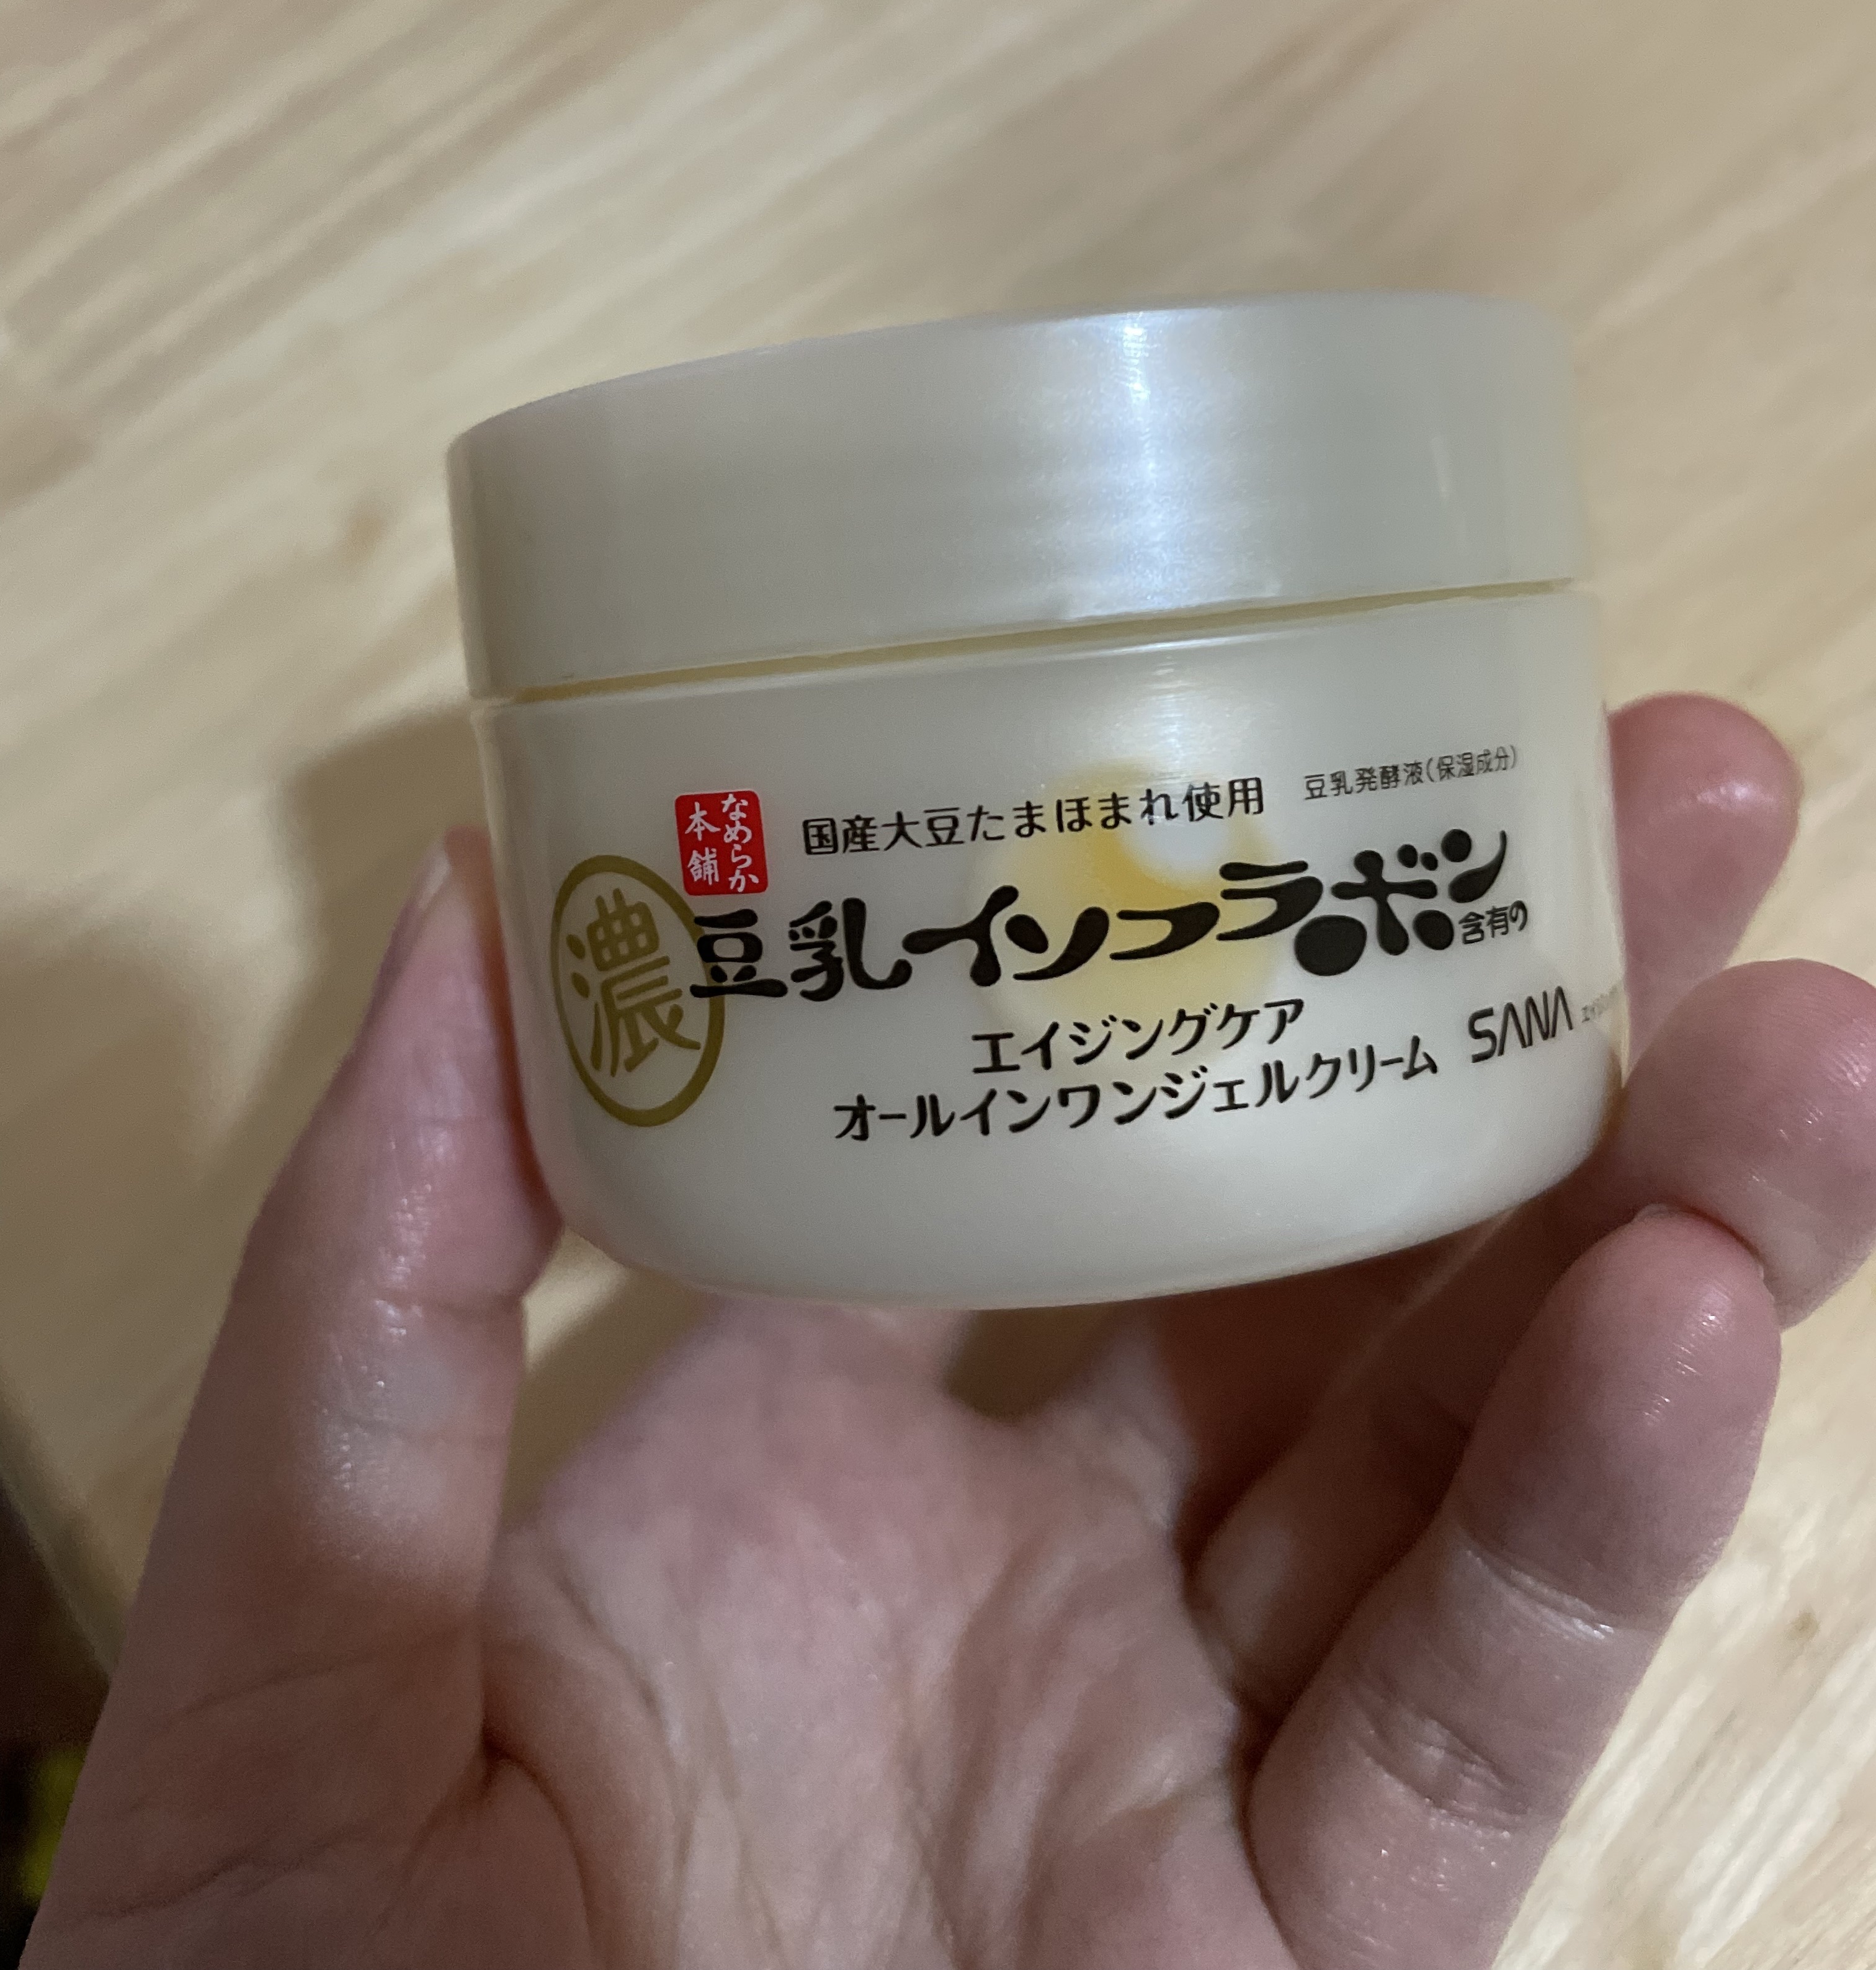 なめらか
本舗
国産大豆たまほまれ使用
豆乳発酵液(保湿成分)
濃
豆乳イソフラボン含有の
エイジングケア
オールインワンジェルクリーム
SANA